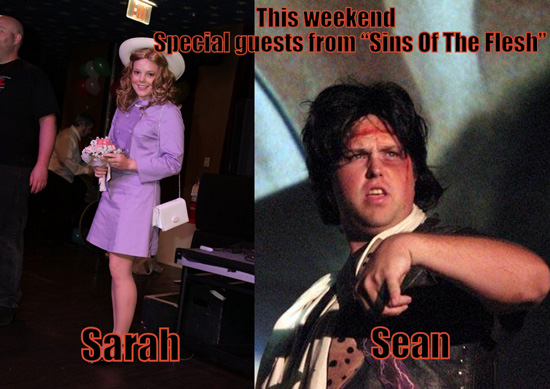 This weekend
Special guests from “Sins Of The Flesh”
Sarah
Sean